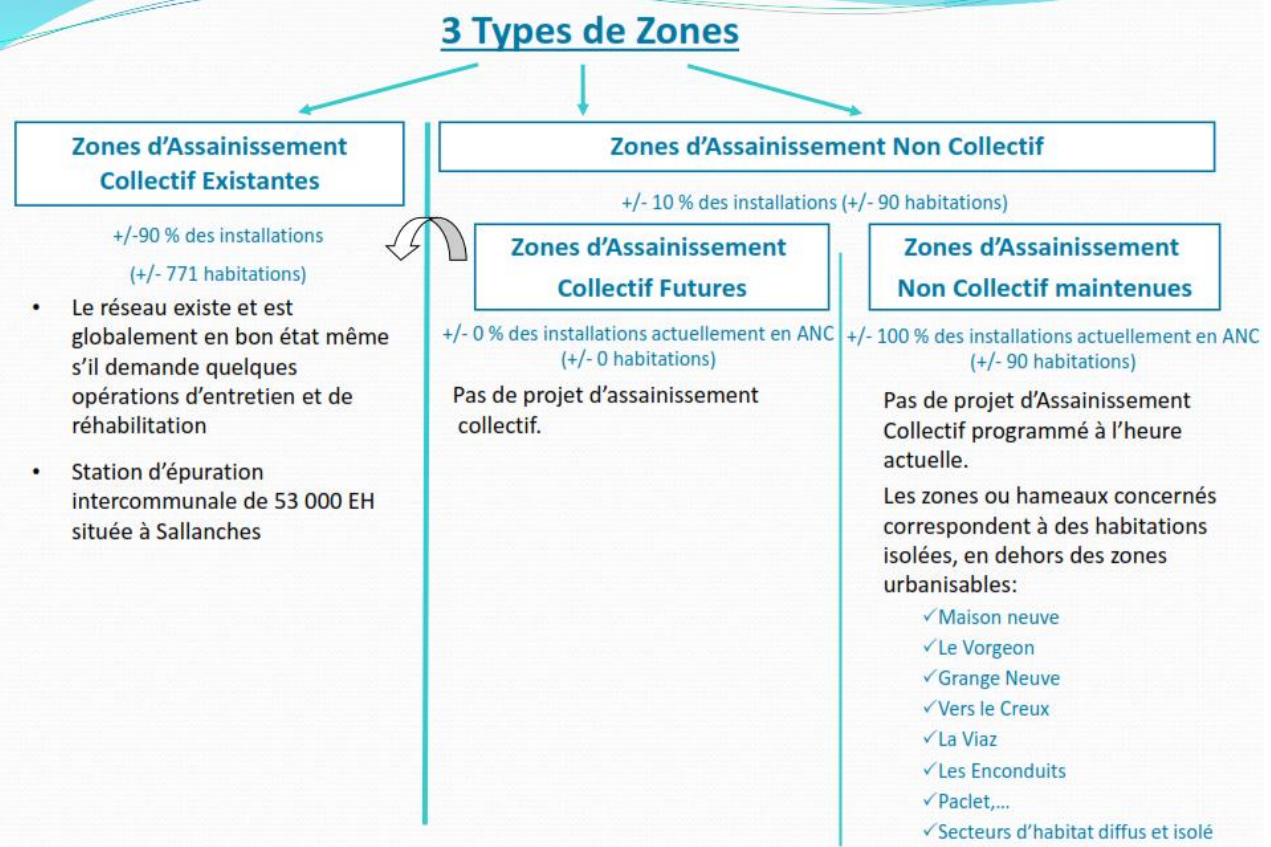 3 Types de Zones
Zones d'Assainissement
Collectif Existantes
+/-90 % des installations
(+/- 771 habitations)
• Le réseau existe et est
globalement en bon état même
s'il demande quelques
opérations d'entretien et de
réhabilitation
• Station d'épuration
intercommunale de 53 000 EH
située à Sallanches
Zones d'Assainissement Non Collectif
+/- 10 % des installations (+/- 90 habitations)
Zones d'Assainissement
Collectif Futures
+/- 0 % des installations actuellement en ANC
(+/- 0 habitations)
Pas de projet d'assainissement
collectif.
Zones d'Assainissement
Non Collectif maintenues
+/- 100 % des installations actuellement en ANC
(+/- 90 habitations)
Pas de projet d'Assainissement
Collectif programmé à l'heure
actuelle.
Les zones ou hameaux concernés
correspondent à des habitations
isolées, en dehors des zones
urbanisables:
✓Maison neuve
✓Le Vorgeon
✓Grange Neuve
✓Vers le Creux
✓La Viaz
✓Les Enconduits
✓Paclet,...
✓Secteurs d'habitat diffus et isolé